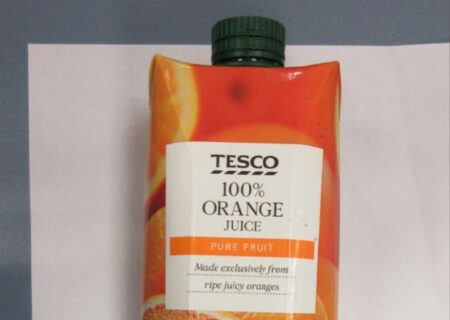 TESCO
100%
ORANGE
JUICE
PURE FRUIT
Made exclusively from
ripe juicy oranges